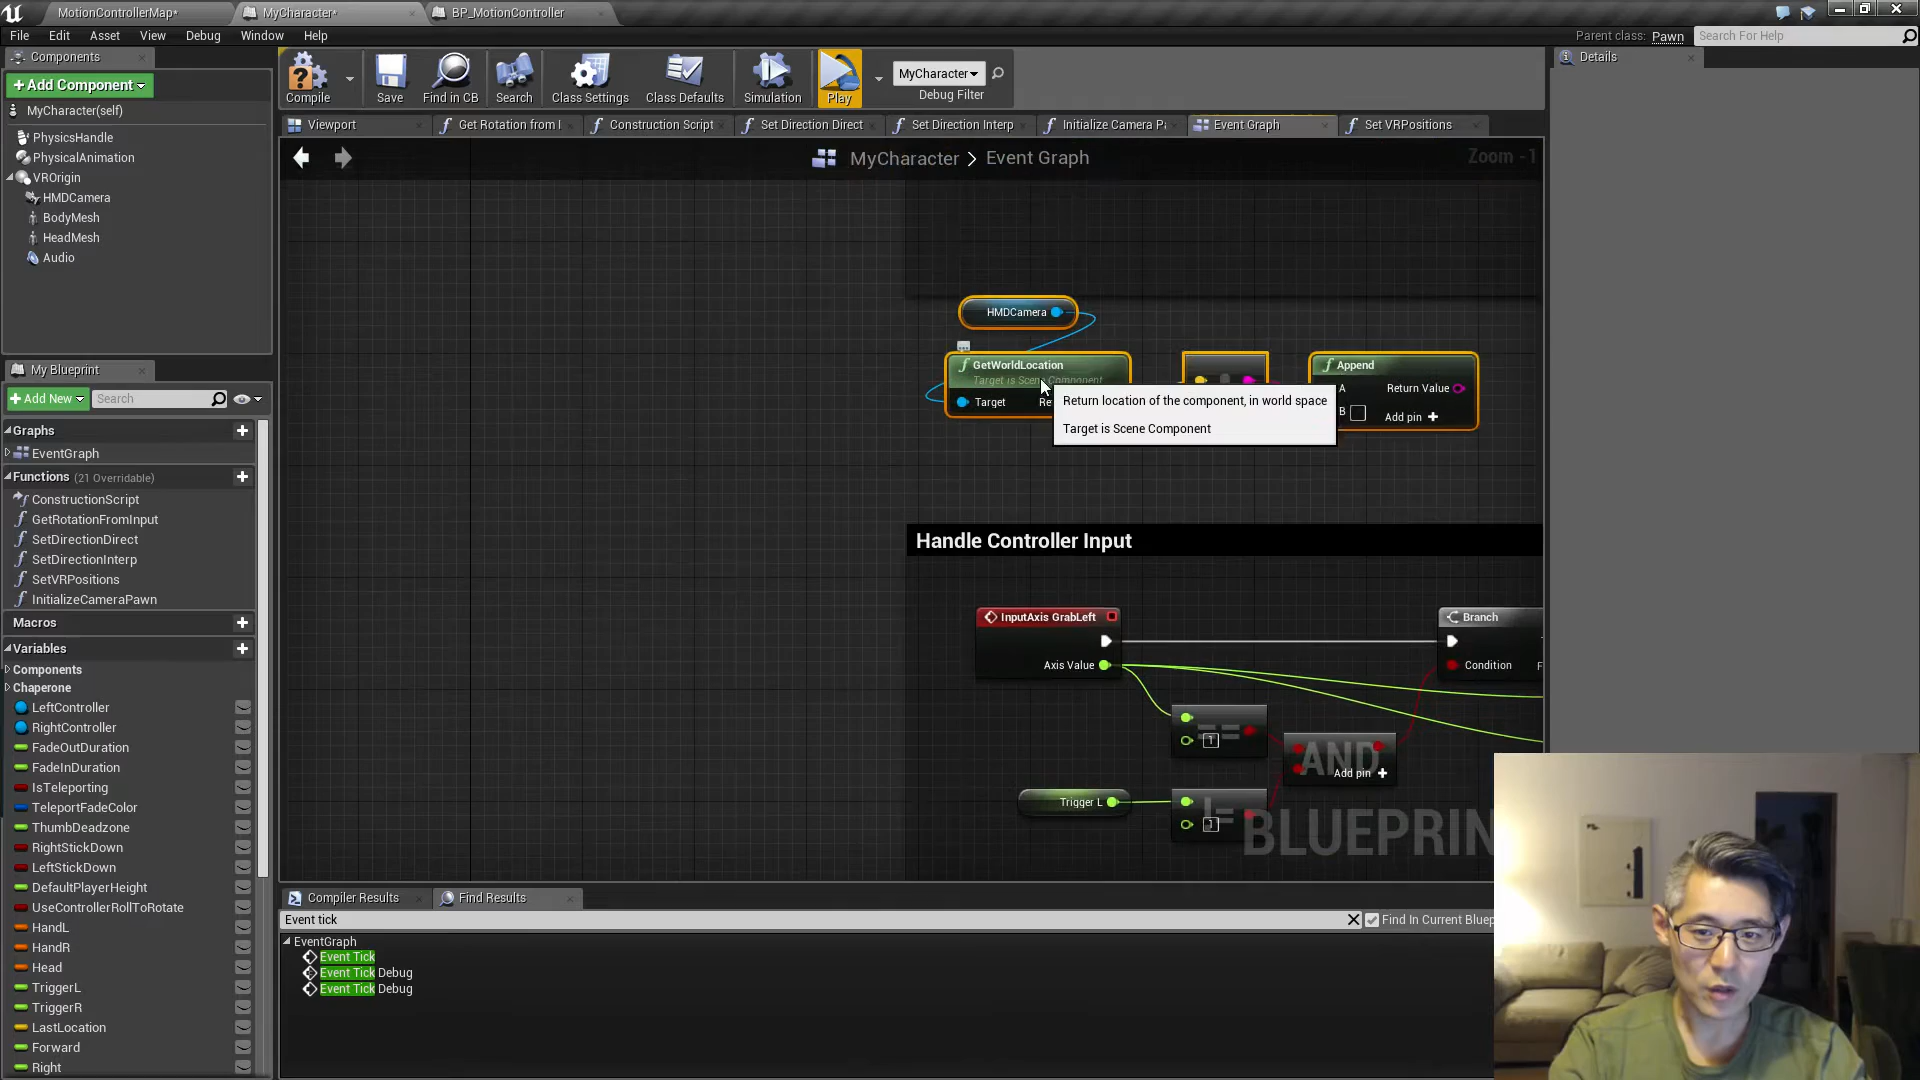 MotionControllerMap*
MyCharacter*
BP_MotionController
File Edit Asset View Debug Window Help
Parent class: Pawn
Search For Help
Components
+Add Component
MyCharacter(self)
PhysicsHandle
PhysicalAnimation
VROrigin
HMDCamera
BodyMesh
HeadMesh
Audio
Compile
Save
Find in CB
Search
Class Settings
Class Defaults
Simulation
Play
MyCharacter
Debug Filter
Details
Viewport
Get Rotation from I
Construction Script
Set Direction Direct
Set Direction Interp
Initialize Camera Pa
Event Graph
Set VRPositions
MyCharacter > Event Graph
Zoom -1
HMDCamera
GetWorldLocation
Target is Scene Component
Target
Re
Append
A
Return Value
B
Add pin +
Return location of the component, in world space
Target is Scene Component
Handle Controller Input
InputAxis GrabLeft
Axis Value
Branch
Condition
==
1
AND
Add pin +
Trigger L
!=
1
BLUEPRIN
My Blueprint
+Add New
Search
Graphs
EventGraph
Functions (21 Overridable)
ConstructionScript
GetRotationFromInput
SetDirectionDirect
SetDirectionInterp
SetVRPositions
InitializeCameraPawn
Macros
Variables
Components
Chaperone
LeftController
RightController
FadeOutDuration
FadeInDuration
IsTeleporting
TeleportFadeColor
ThumbDeadzone
RightStickDown
LeftStickDown
DefaultPlayerHeight
UseControllerRollToRotate
HandL
HandR
Head
TriggerL
TriggerR
LastLocation
Forward
Right
Compiler Results
Find Results
Event tick
Find In Current Bluep
EventGraph
Event Tick
Event Tick Debug
Event Tick Debug